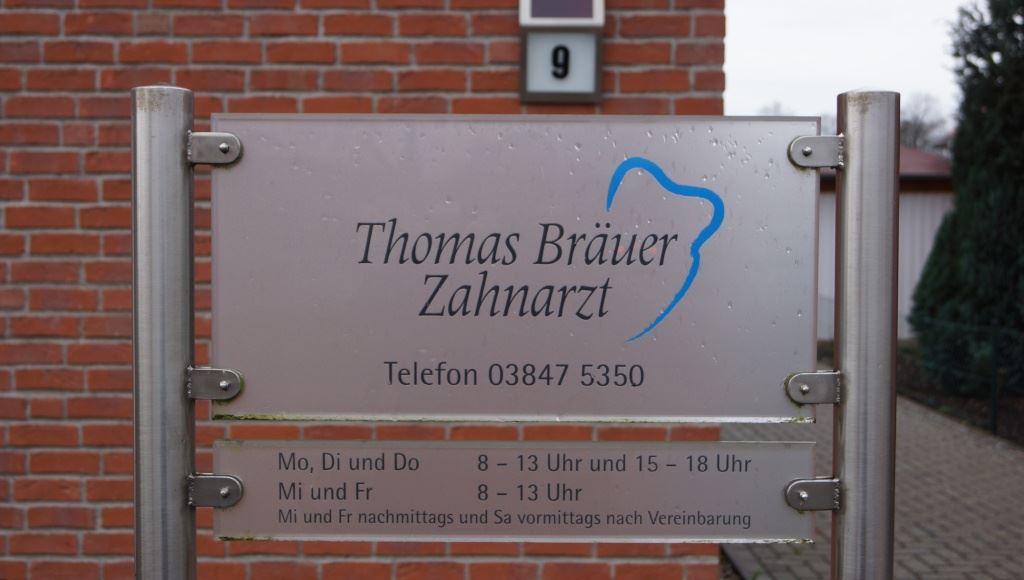 9
Thomas Bräuer
Zahnarzt
Telefon 03847 5350
Mo, Di und Do 8 – 13 Uhr und 15 – 18 Uhr
Mi und Fr 8 – 13 Uhr
Mi und Fr nachmittags und Sa vormittags nach Vereinbarung